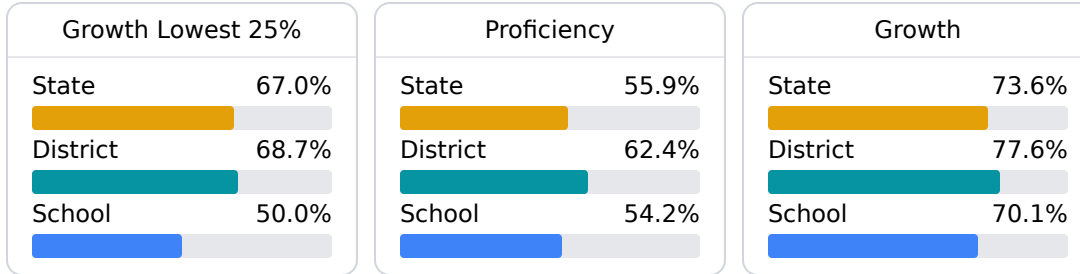 Growth Lowest 25%
State 67.0%
District 68.7%
School 50.0%
Proficiency
State 55.9%
District 62.4%
School 54.2%
Growth
State 73.6%
District 77.6%
School 70.1%